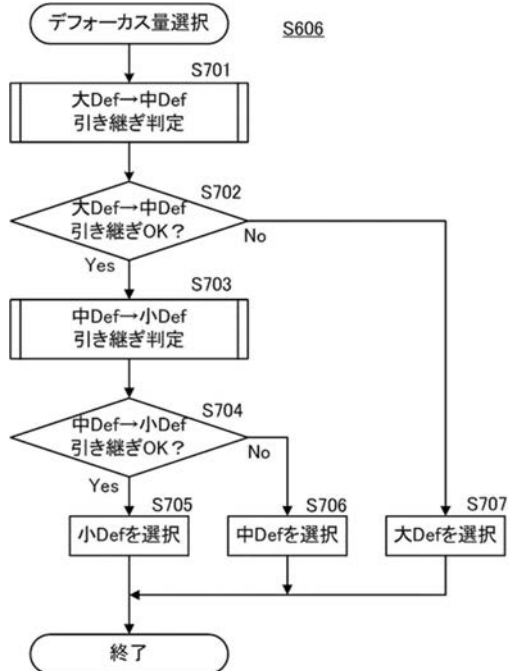 デフォーカス量選択
S606
S701
大Def→中Def
引き継ぎ判定
S702
大Def→中Def
引き継ぎOK?
No
Yes
S703
中Def→小Def
引き継ぎ判定
S704
中Def→小Def
引き継ぎOK?
No
Yes
S705
小Defを選択
S706
中Defを選択
S707
大Defを選択
終了